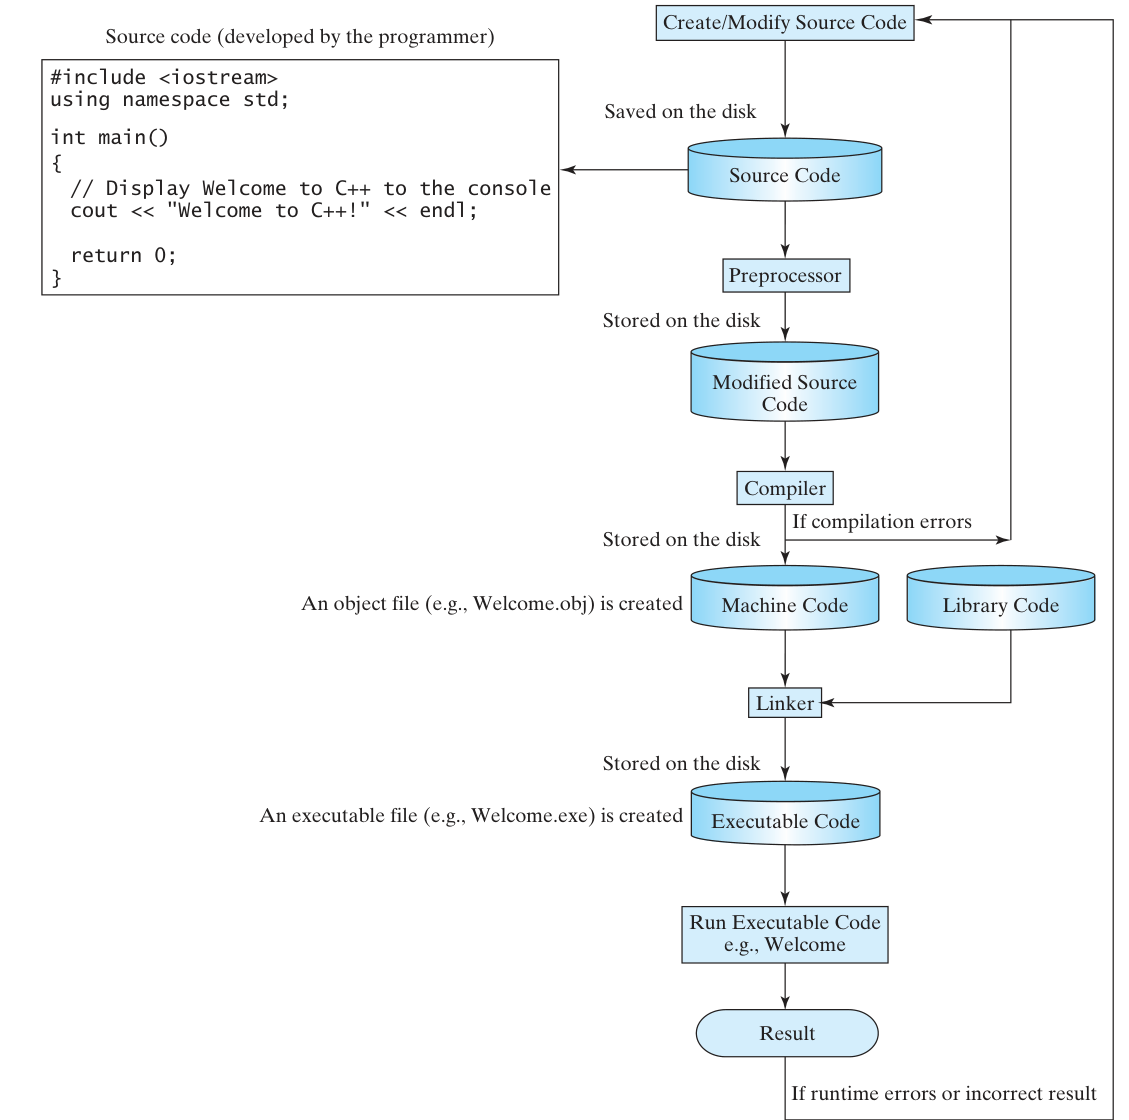 Create/Modify Source Code
Source code (developed by the programmer)
#include <iostream>
using namespace std;
int main()
{
  // Display Welcome to C++ to the console
  cout << "Welcome to C++!" << endl;
  return 0;
}
Saved on the disk
Source Code
Preprocessor
Stored on the disk
Modified Source
Code
Compiler
If compilation errors
Stored on the disk
An object file (e.g., Welcome.obj) is created
Machine Code
Library Code
Linker
Stored on the disk
An executable file (e.g., Welcome.exe) is created
Executable Code
Run Executable Code
e.g., Welcome
Result
If runtime errors or incorrect result